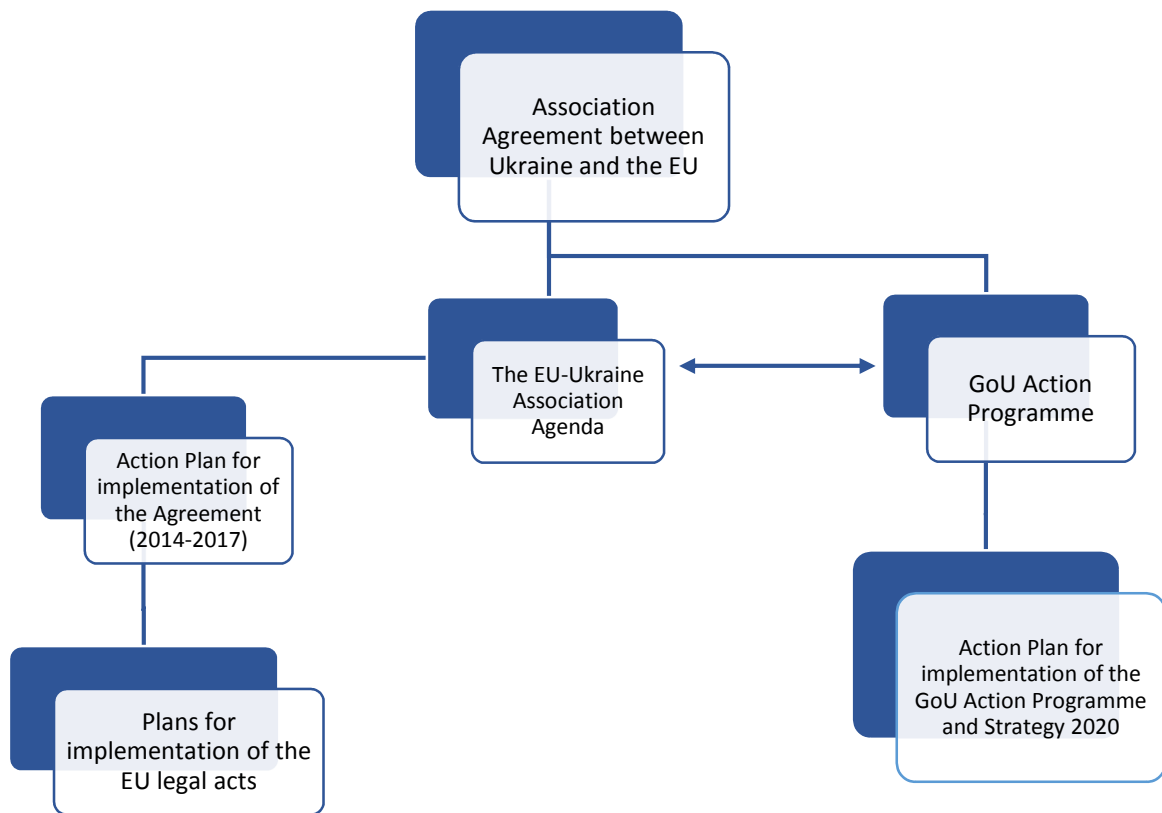 Association
Agreement between
Ukraine and the EU
The EU-Ukraine
Association
Agenda
GoU Action
Programme
Action Plan for
implementation of
the Agreement
(2014-2017)
Action Plan for
implementation of the
GoU Action Programme
and Strategy 2020
Plans for
implementation of the
EU legal acts